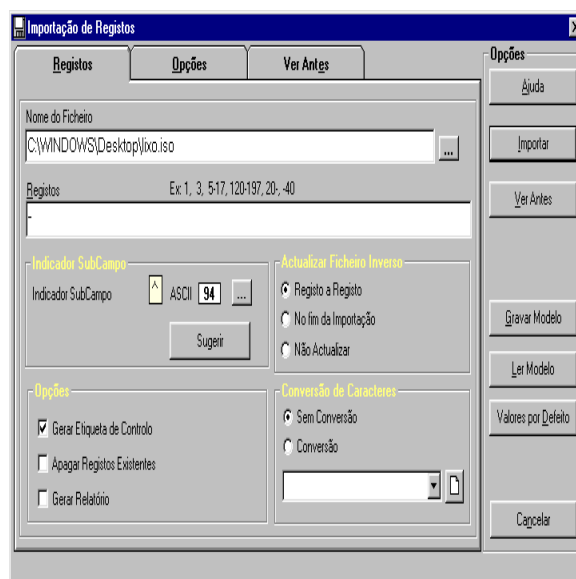 Importação de Registos
Registos
Opções
Ver Antes
Nome do Ficheiro
C:\WINDOWS\Desktop\lixo.iso
...
Registos
Ex: 1, 3, 5-17, 120-197, 20-, -40
-
Indicador SubCampo
Indicador SubCampo
^
ASCII
94
...
Sugerir
Actualizar Ficheiro Inverso
Registo a Registo
No fim da Importação
Não Actualizar
Opções
Gerar Etiqueta de Controlo
Apagar Registos Existentes
Gerar Relatório
Conversão de Caracteres
Sem Conversão
Conversão
Opções
Ajuda
Importar
Ver Antes
Gravar Modelo
Ler Modelo
Valores por Defeito
Cancelar